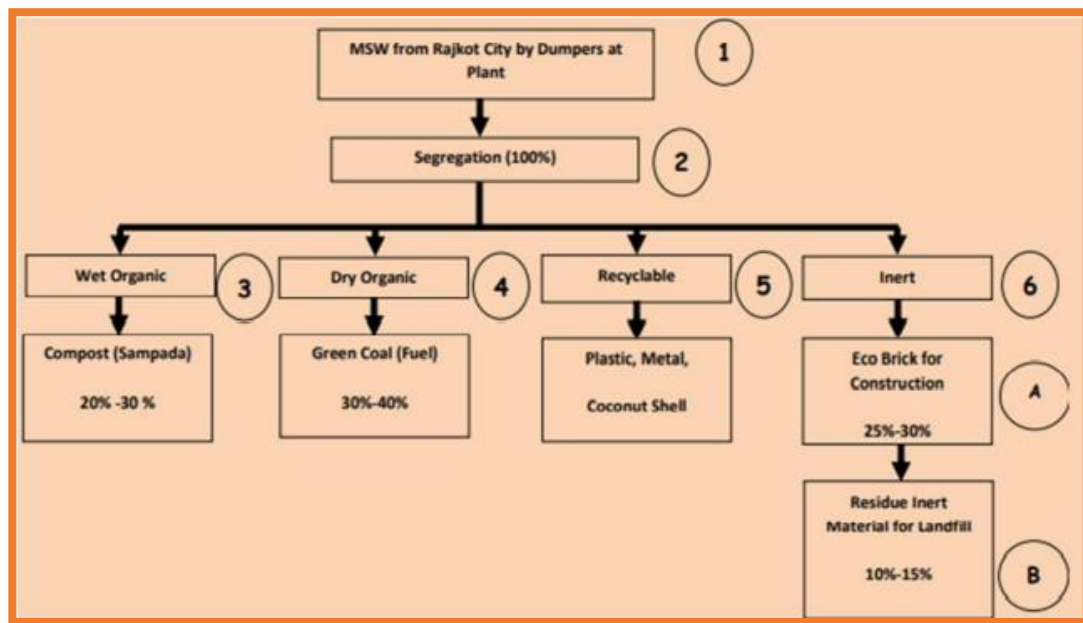 MSW from Rajkot City by Dumpers at
Plant
1
Segregation (100%)
2
Wet Organic
3
Dry Organic
4
Recyclable
5
Inert
6
Compost (Sampada)
20% -30 %
Green Coal (Fuel)
30%-40%
Plastic, Metal,
Coconut Shell
Eco Brick for
Construction
25%-30%
A
Residue Inert
Material for Landfill
10%-15%
B